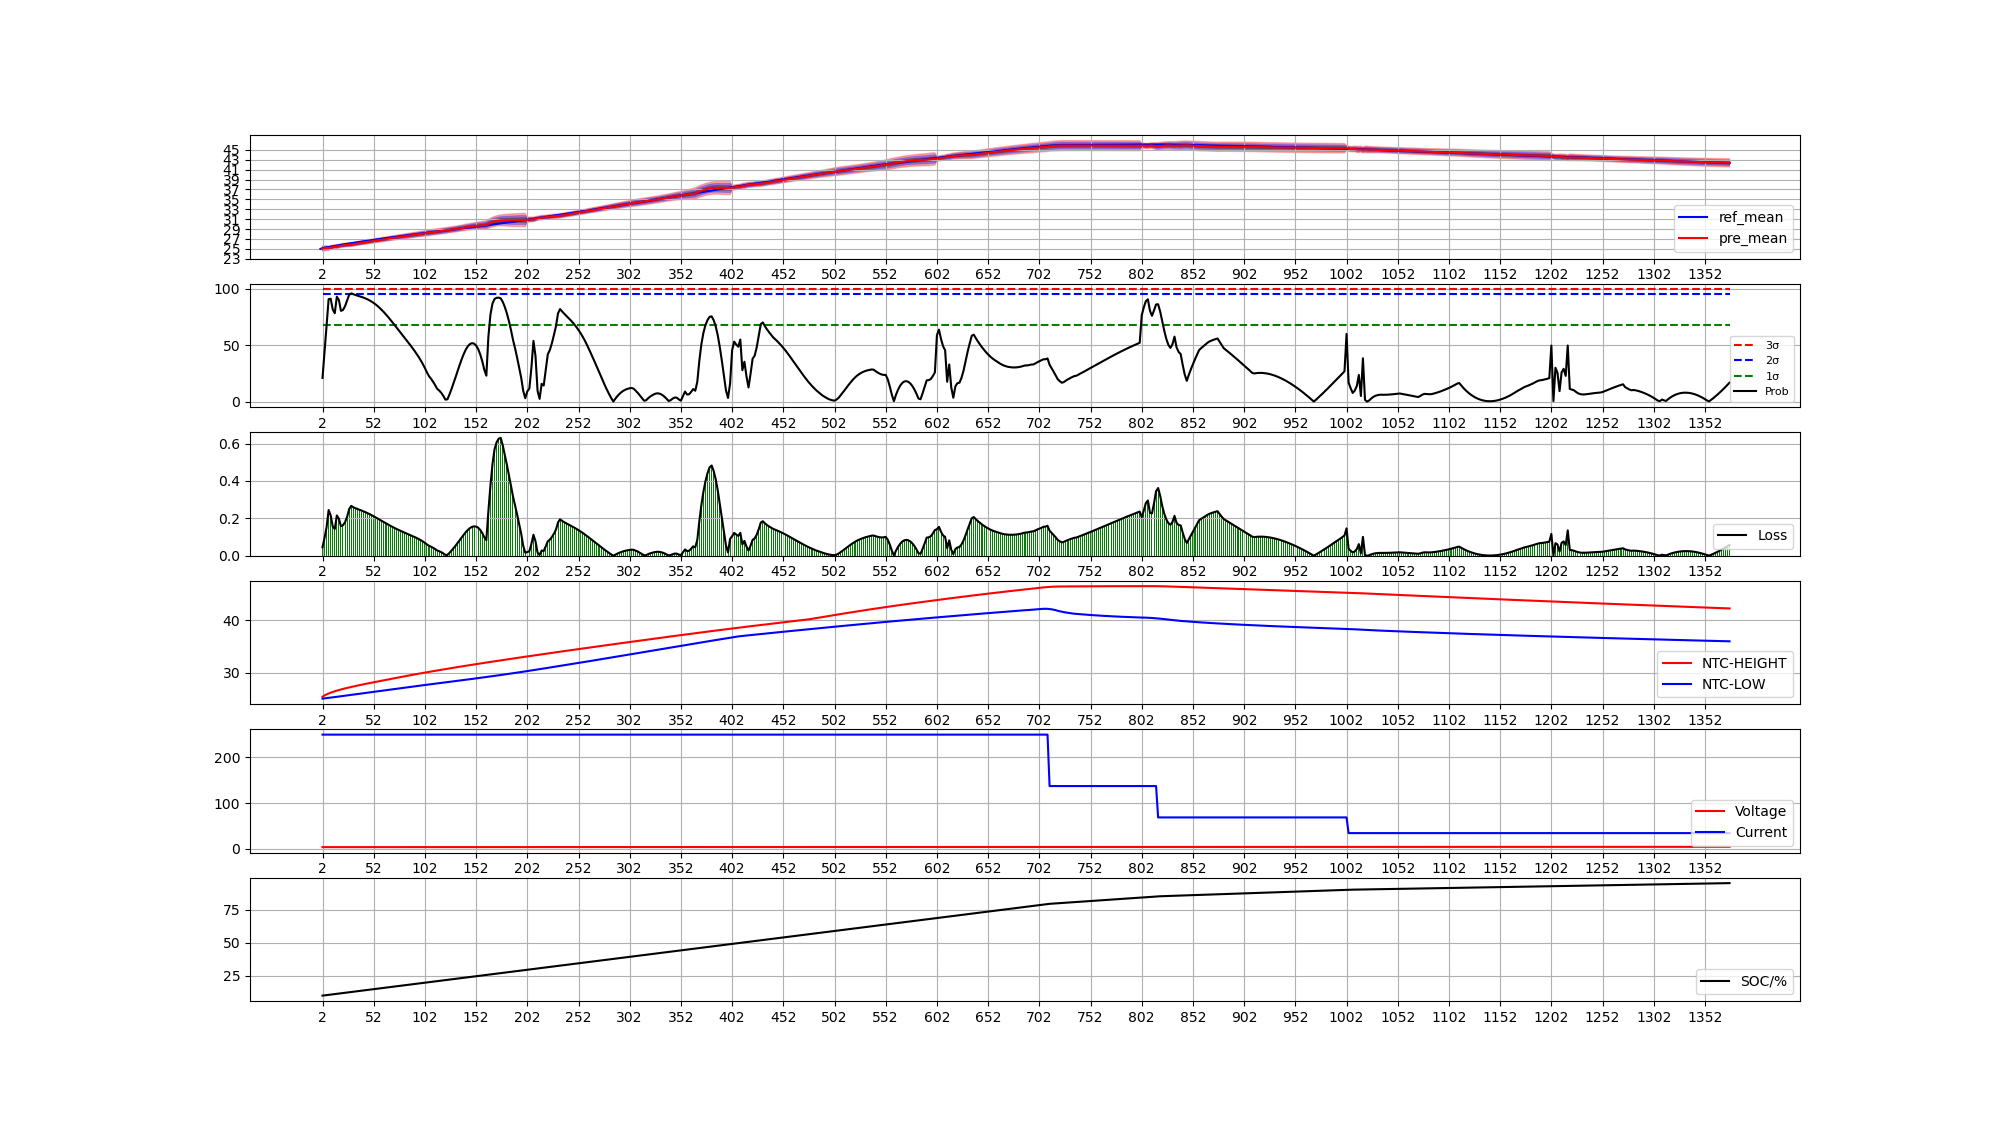 45
43
41
39
37
35
33
31
29
27
25
23
ref_mean
pre_mean
2 52 102 152 202 252 302 352 402 452 502 552 602 652 702 752 802 852 902 952 1002 1052 1102 1152 1202 1252 1302 1352
100
50
0
3σ
2σ
1σ
Prob
2 52 102 152 202 252 302 352 402 452 502 552 602 652 702 752 802 852 902 952 1002 1052 1102 1152 1202 1252 1302 1352
0.6
0.4
0.2
0.0
Loss
2 52 102 152 202 252 302 352 402 452 502 552 602 652 702 752 802 852 902 952 1002 1052 1102 1152 1202 1252 1302 1352
40
30
NTC-HEIGHT
NTC-LOW
2 52 102 152 202 252 302 352 402 452 502 552 602 652 702 752 802 852 902 952 1002 1052 1102 1152 1202 1252 1302 1352
200
100
0
Voltage
Current
2 52 102 152 202 252 302 352 402 452 502 552 602 652 702 752 802 852 902 952 1002 1052 1102 1152 1202 1252 1302 1352
75
50
25
SOC/%
2 52 102 152 202 252 302 352 402 452 502 552 602 652 702 752 802 852 902 952 1002 1052 1102 1152 1202 1252 1302 1352